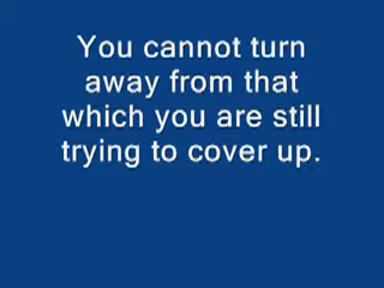 You cannot turn
away from that
which you are still
trying to cover up.